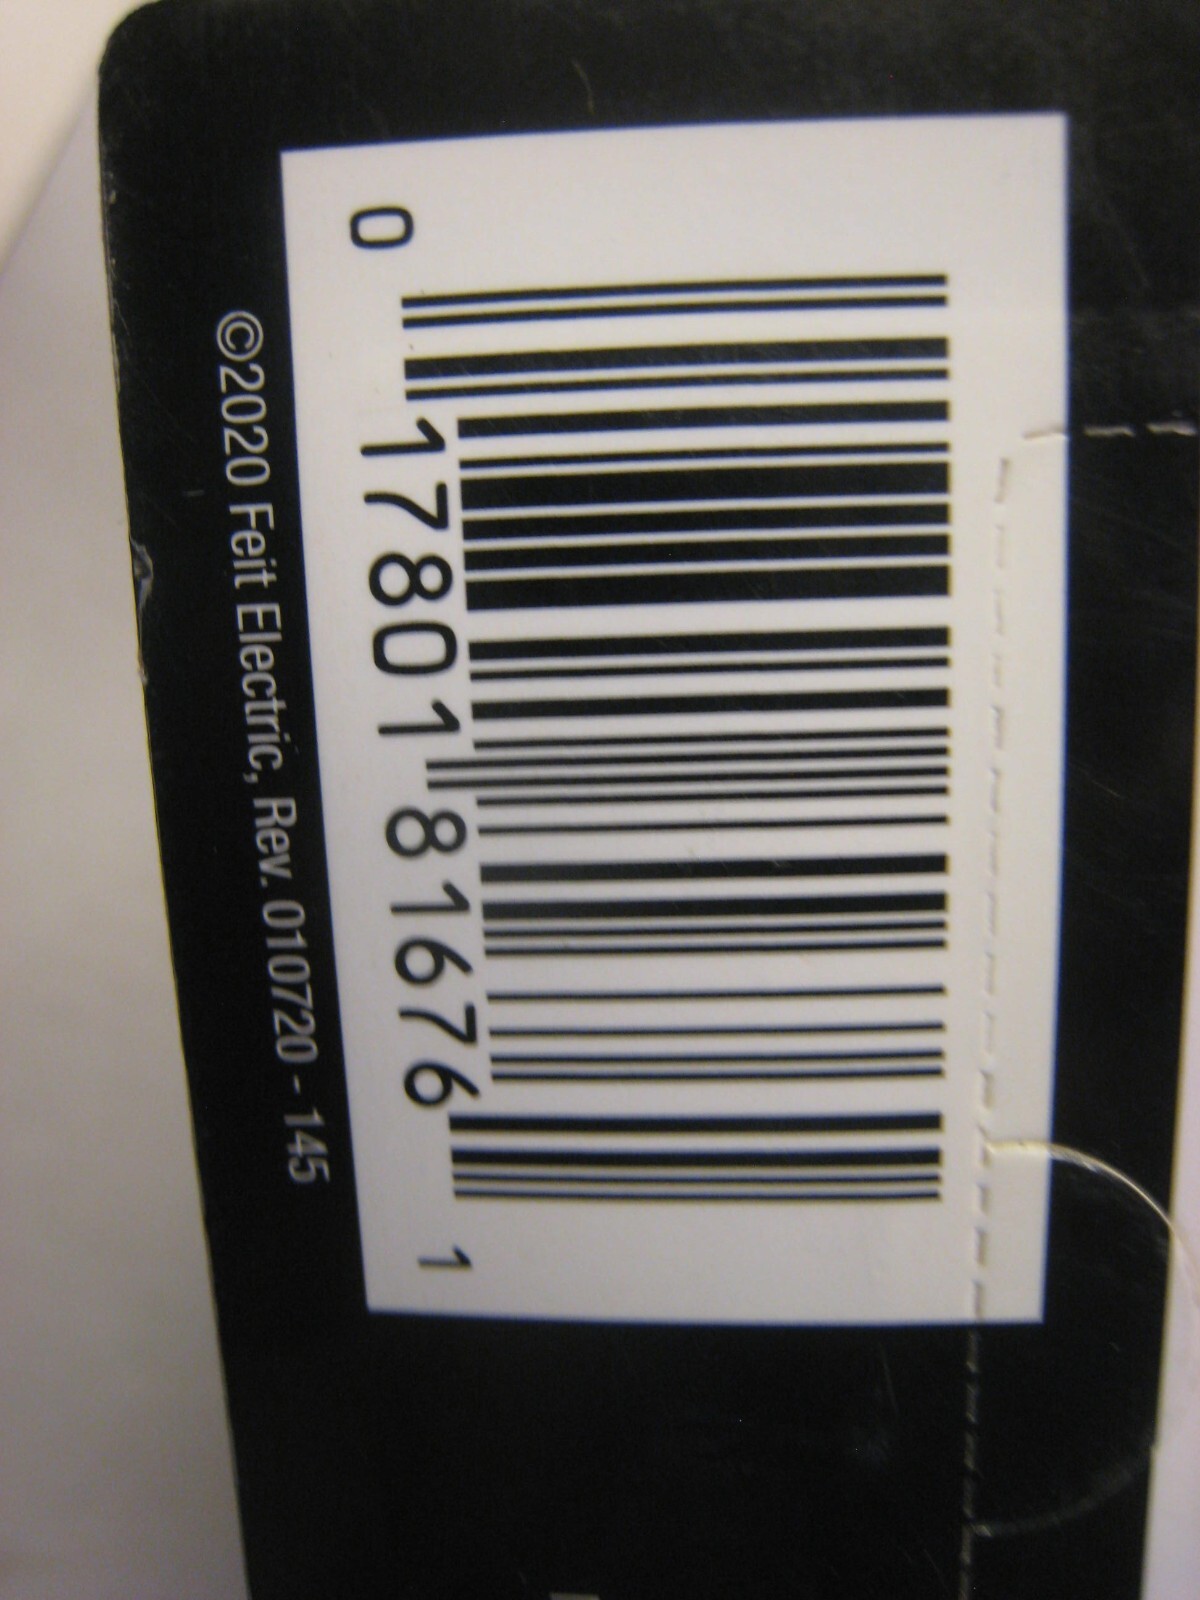 0 17801 81676 1
©2020 Feit Electric, Rev. 010720 - 145